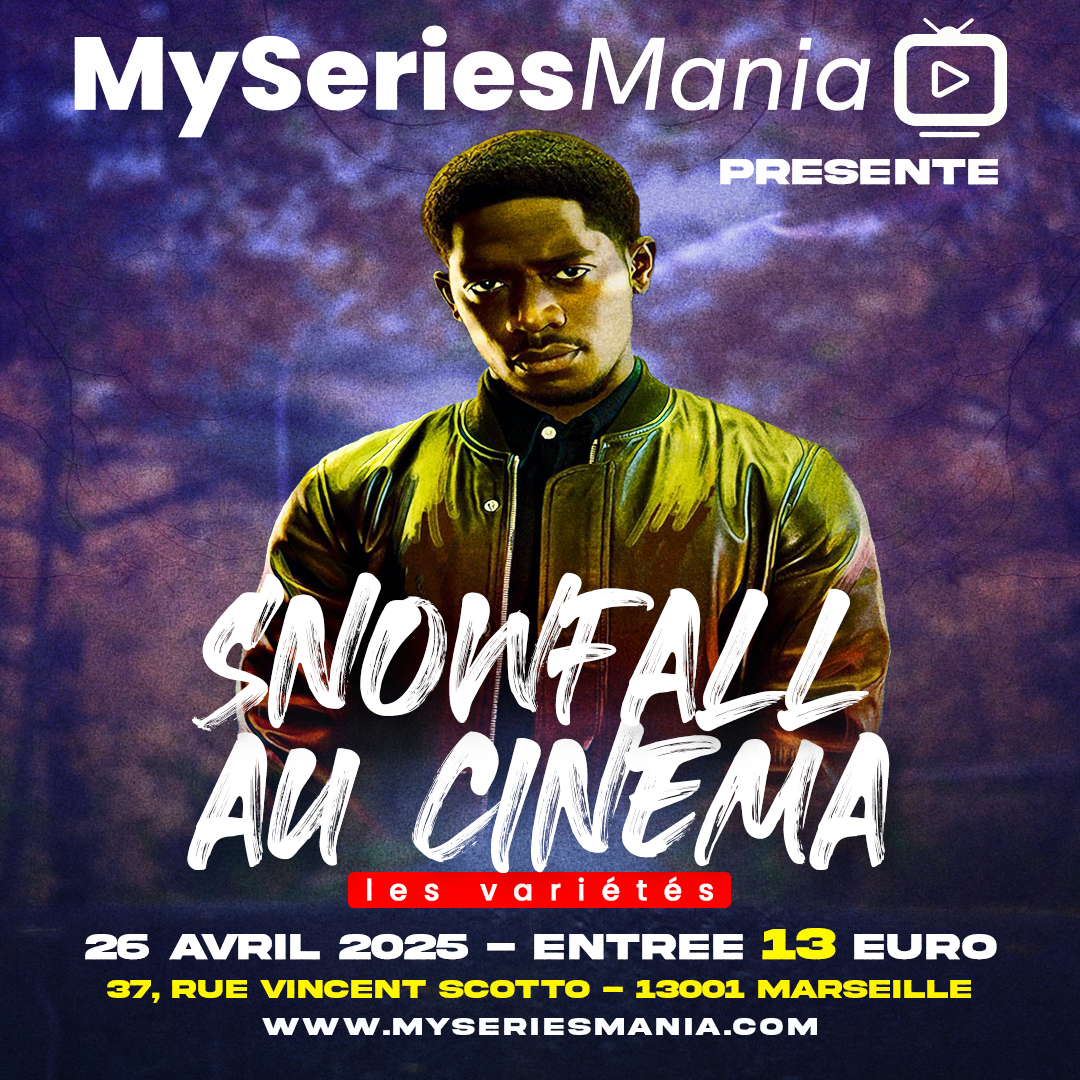 MySeriesMania
PRESENTE
SNOWFALL
AU CINEMA
les variétés
26 AVRIL 2025 – ENTREE 13 EURO
37, RUE VINCENT SCOTTO – 13001 MARSEILLE
WWW.MYSERIESMANIA.COM